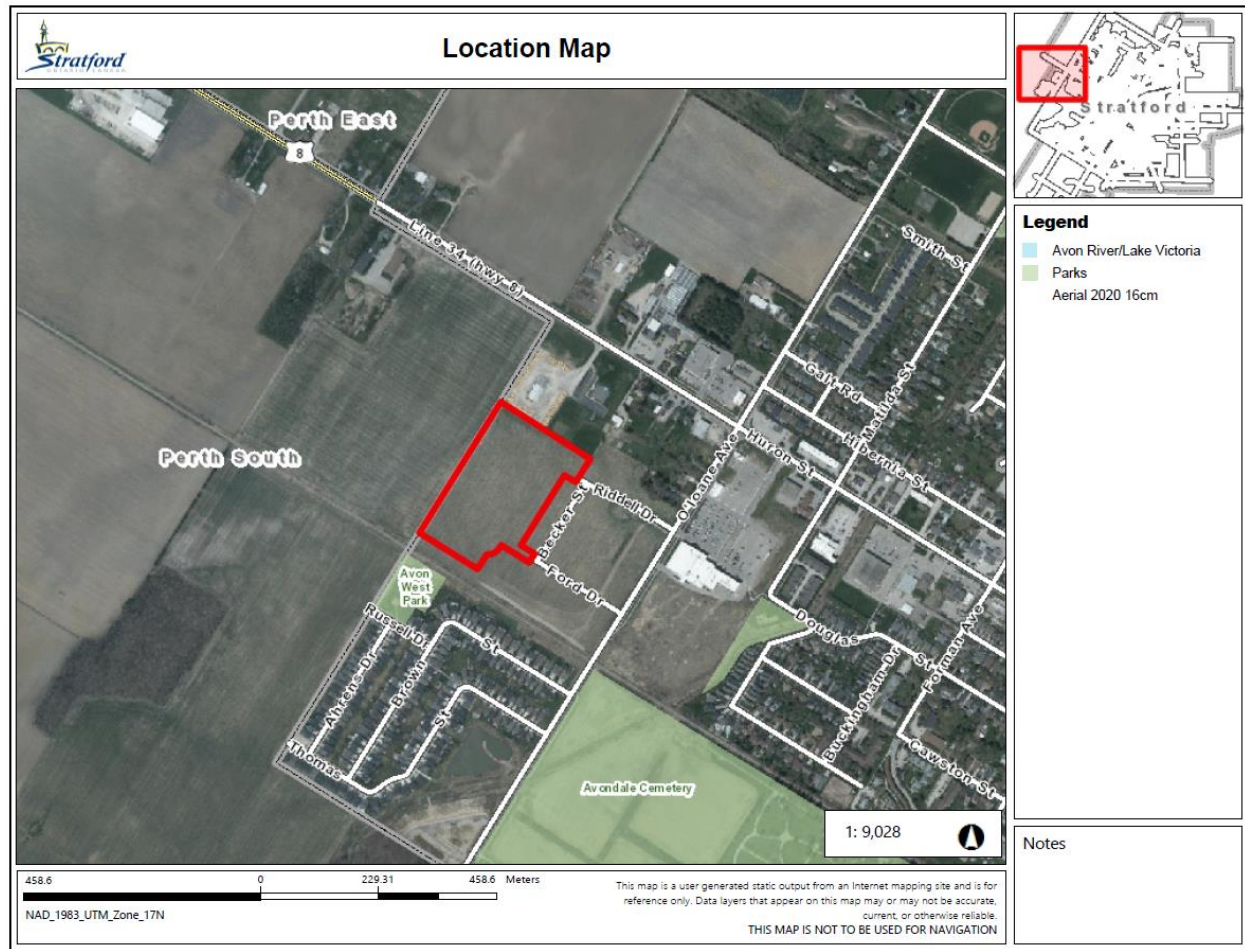 Stratford
ONTARIO CANADA
Location Map
Stratford
Perth East
8
Line 34 (hwy 8)
Smith St
Galt Rd
Matilda St
Hibernia St
Huron St
O'loane Ave
Perth South
Becker St
Riddell Dr
Ford Dr
Avon
West
Park
Russell Dr
Ahrens Dr
Brown St
St
Thomas
Douglas St
Forman Ave
Buckingham Dr
Cawston St
Avondale Cemetery
1: 9,028
Legend
Avon River/Lake Victoria
Parks
Aerial 2020 16cm
Notes
458.6
0
229.31
458.6 Meters
NAD_1983_UTM_Zone_17N
This map is a user generated static output from an Internet mapping site and is for
reference only. Data layers that appear on this map may or may not be accurate,
current, or otherwise reliable.
THIS MAP IS NOT TO BE USED FOR NAVIGATION